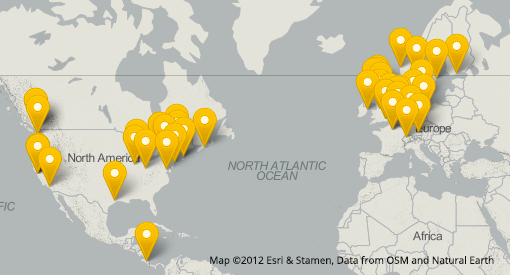 North America
NORTH ATLANTIC
OCEAN
Europe
FIC
Africa
Map ©2012 Esri & Stamen, Data from OSM and Natural Earth